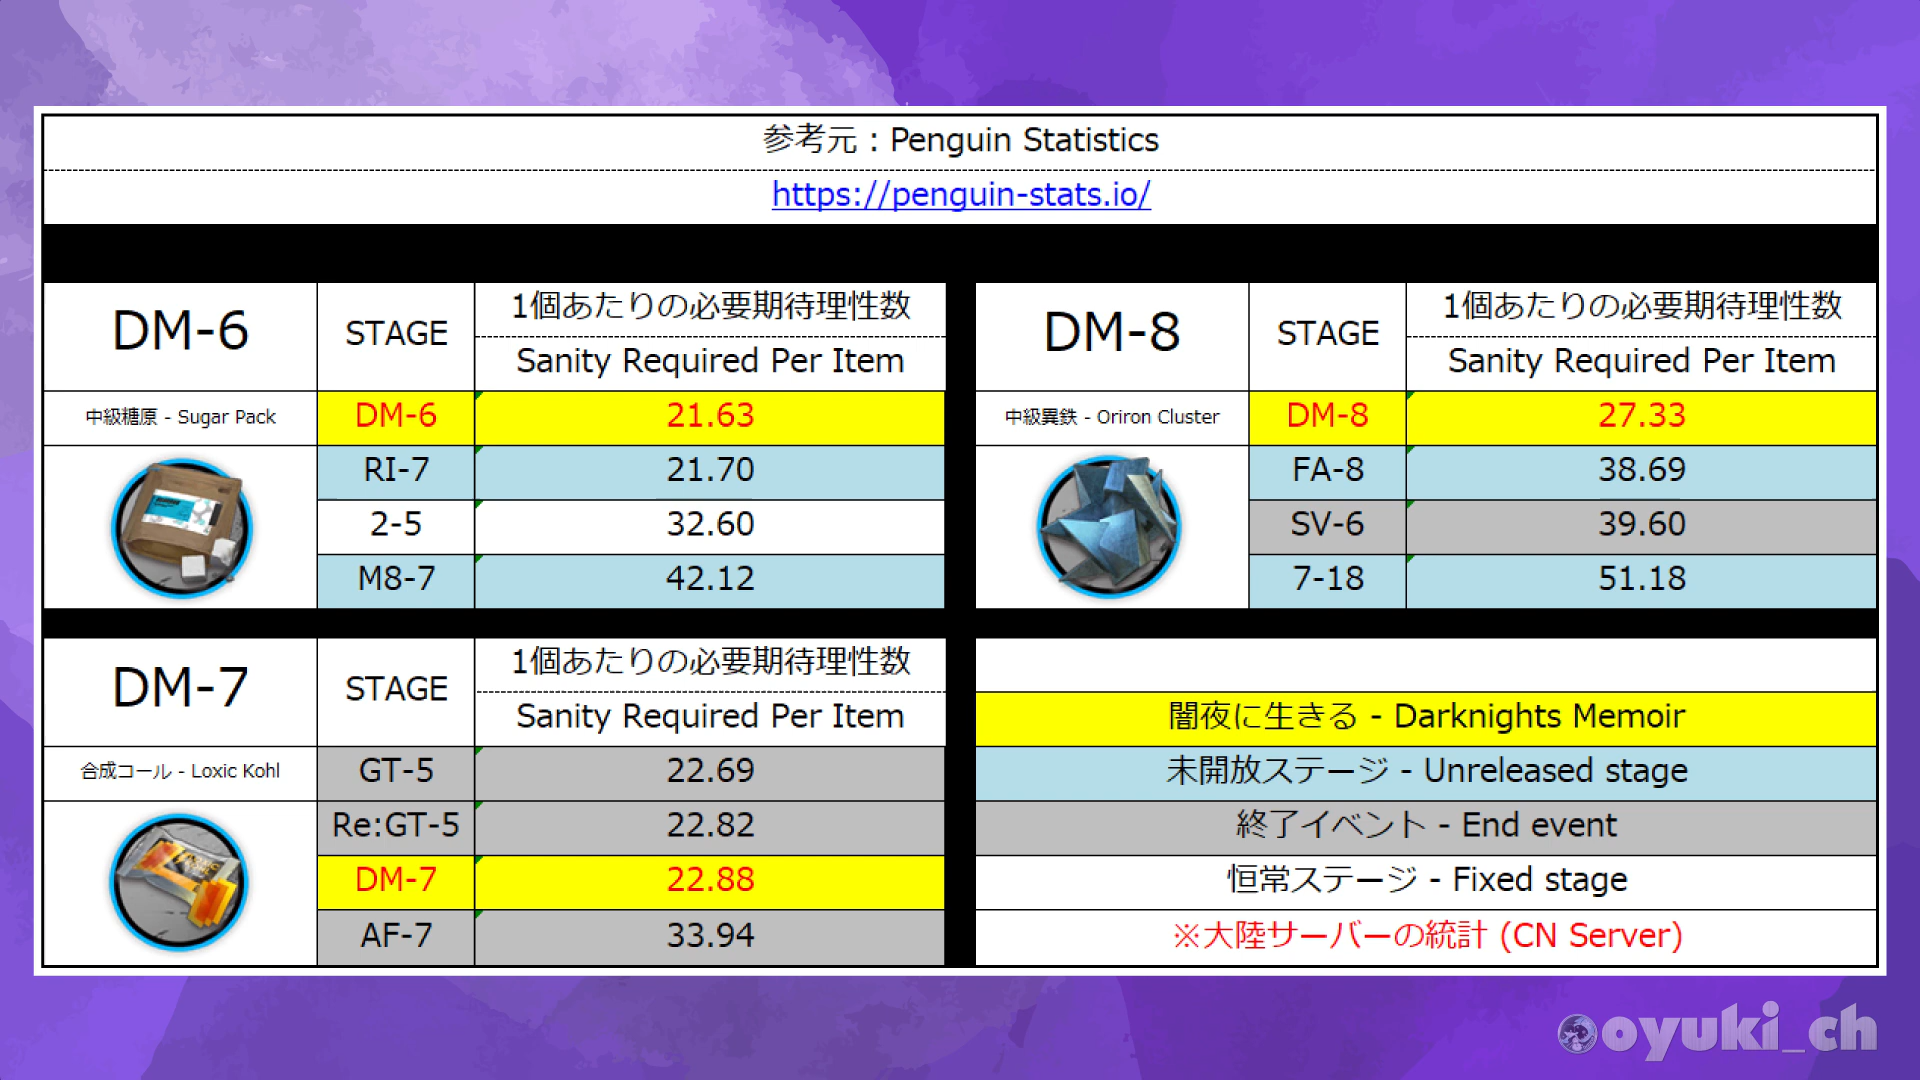 参考元：Penguin Statistics
https://penguin-stats.io/
DM-6
STAGE
1個あたりの必要期待理性数
Sanity Required Per Item
中級糖原 - Sugar Pack
DM-6 21.63
RI-7 21.70
2-5 32.60
M8-7 42.12
DM-8
STAGE
1個あたりの必要期待理性数
Sanity Required Per Item
中級異鉄 - Oriron Cluster
DM-8 27.33
FA-8 38.69
SV-6 39.60
7-18 51.18
DM-7
STAGE
1個あたりの必要期待理性数
Sanity Required Per Item
合成コール - Loxic Kohl
GT-5 22.69
Re:GT-5 22.82
DM-7 22.88
AF-7 33.94
闇夜に生きる - Darknights Memoir
未開放ステージ - Unreleased stage
終了イベント - End event
恒常ステージ - Fixed stage
※大陸サーバーの統計 (CN Server)
@oyuki_ch